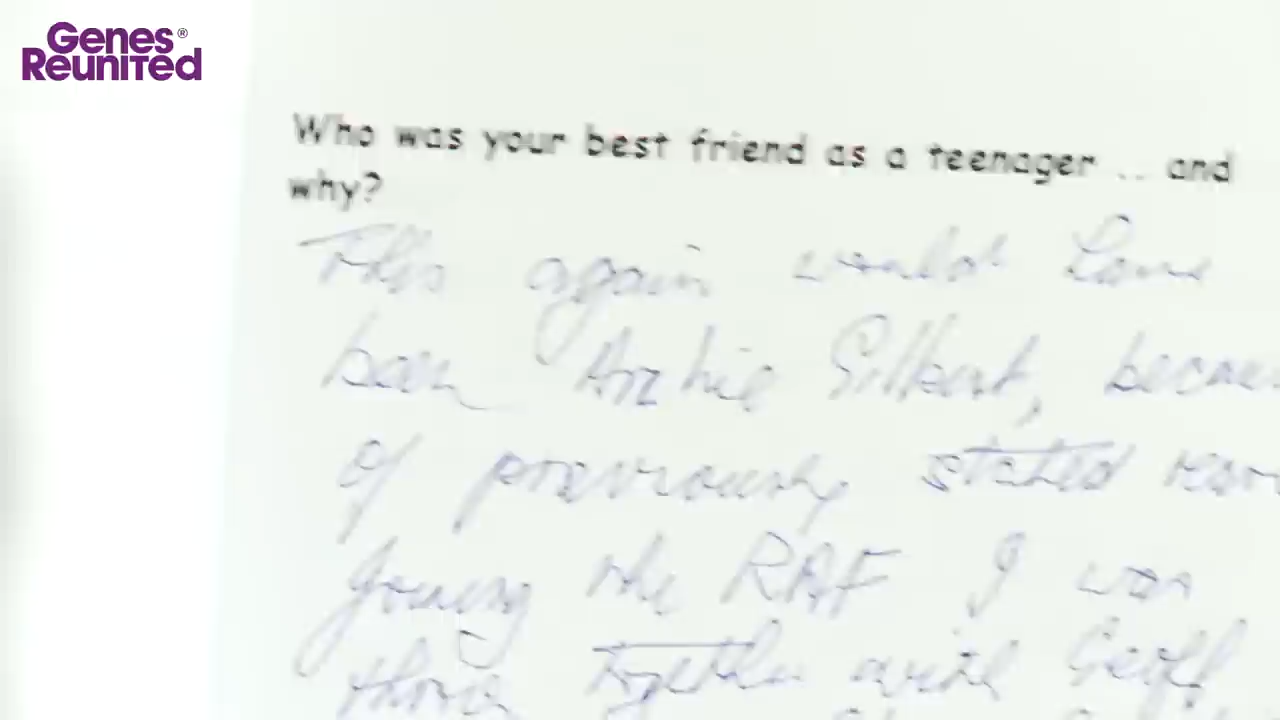 Genes®
Reunited
Who was your best friend as a teenager ... and
why?
This again would have
been Archie Gilbert, becau
of previously stated
joining the RAF I was
together with Geoff